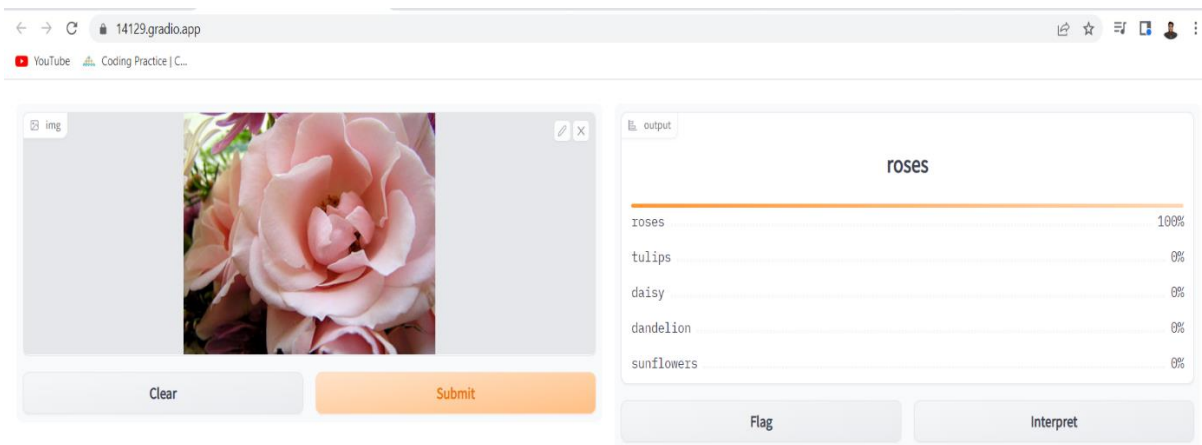 14129.gradio.app
YouTube Coding Practice | C...
img
output
roses
roses 100%
tulips 0%
daisy 0%
dandelion 0%
sunflowers 0%
Clear Submit
Flag Interpret